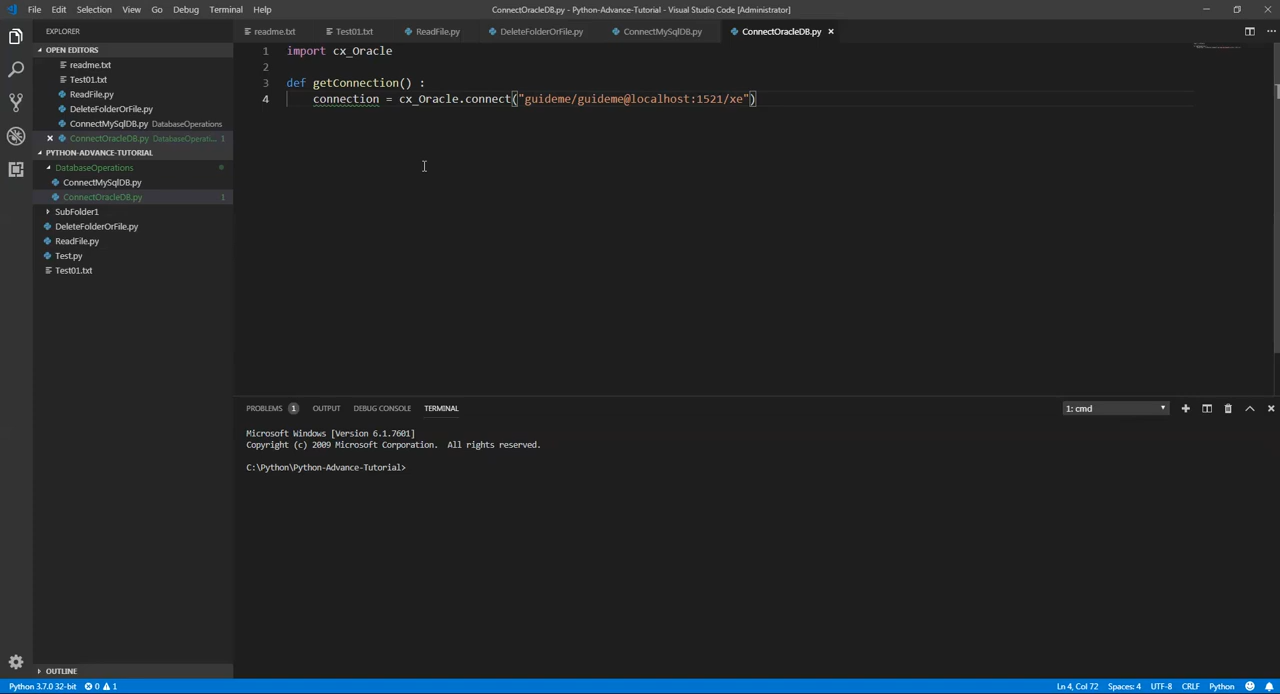 File Edit Selection View Go Debug Terminal Help
ConnectOracleDB.py - Python-Advance-Tutorial - Visual Studio Code [Administrator]
EXPLORER
OPEN EDITORS
readme.txt
Test01.txt
ReadFile.py
DeleteFolderOrFile.py
ConnectMySqlDB.py DatabaseOperations
ConnectOracleDB.py DatabaseOperati... 1
PYTHON-ADVANCE-TUTORIAL
DatabaseOperations
ConnectMySqlDB.py
ConnectOracleDB.py 1
SubFolder1
DeleteFolderOrFile.py
ReadFile.py
Test.py
Test01.txt
OUTLINE
readme.txt Test01.txt ReadFile.py DeleteFolderOrFile.py ConnectMySqlDB.py ConnectOracleDB.py
1 import cx_Oracle
2
3 def getConnection() :
4 connection = cx_Oracle.connect("guideme/guideme@localhost:1521/xe")
PROBLEMS 1 OUTPUT DEBUG CONSOLE TERMINAL 1: cmd
Microsoft Windows [Version 6.1.7601]
Copyright (c) 2009 Microsoft Corporation. All rights reserved.
C:\Python\Python-Advance-Tutorial>
Python 3.7.0 32-bit 0 1 Ln 4, Col 72 Spaces: 4 UTF-8 CRLF Python